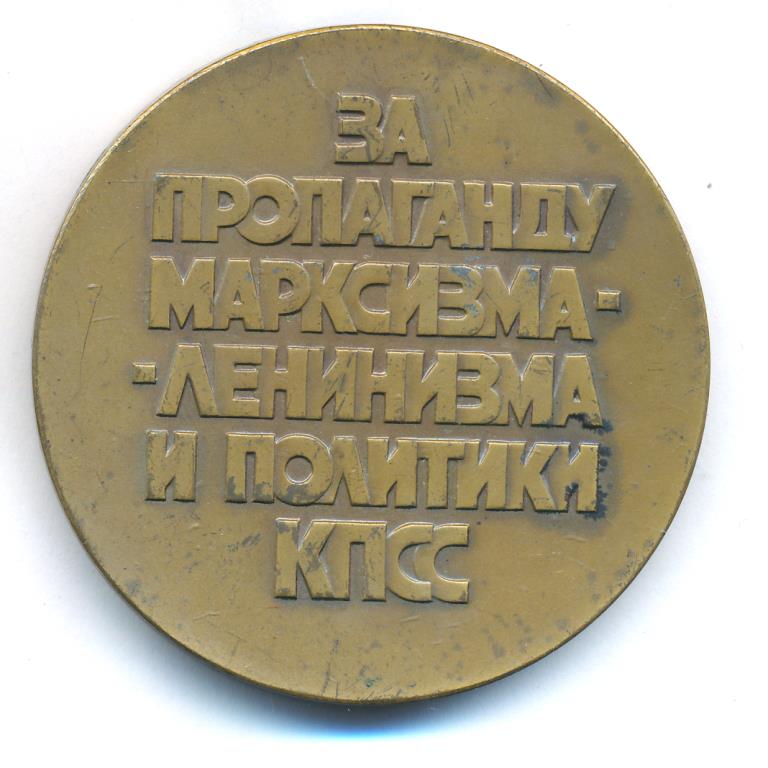 ЗА
ПРОПАГАНДУ
МАРКСИЗМА-
-ЛЕНИНИЗМА
И ПОЛИТИКИ
КПСС